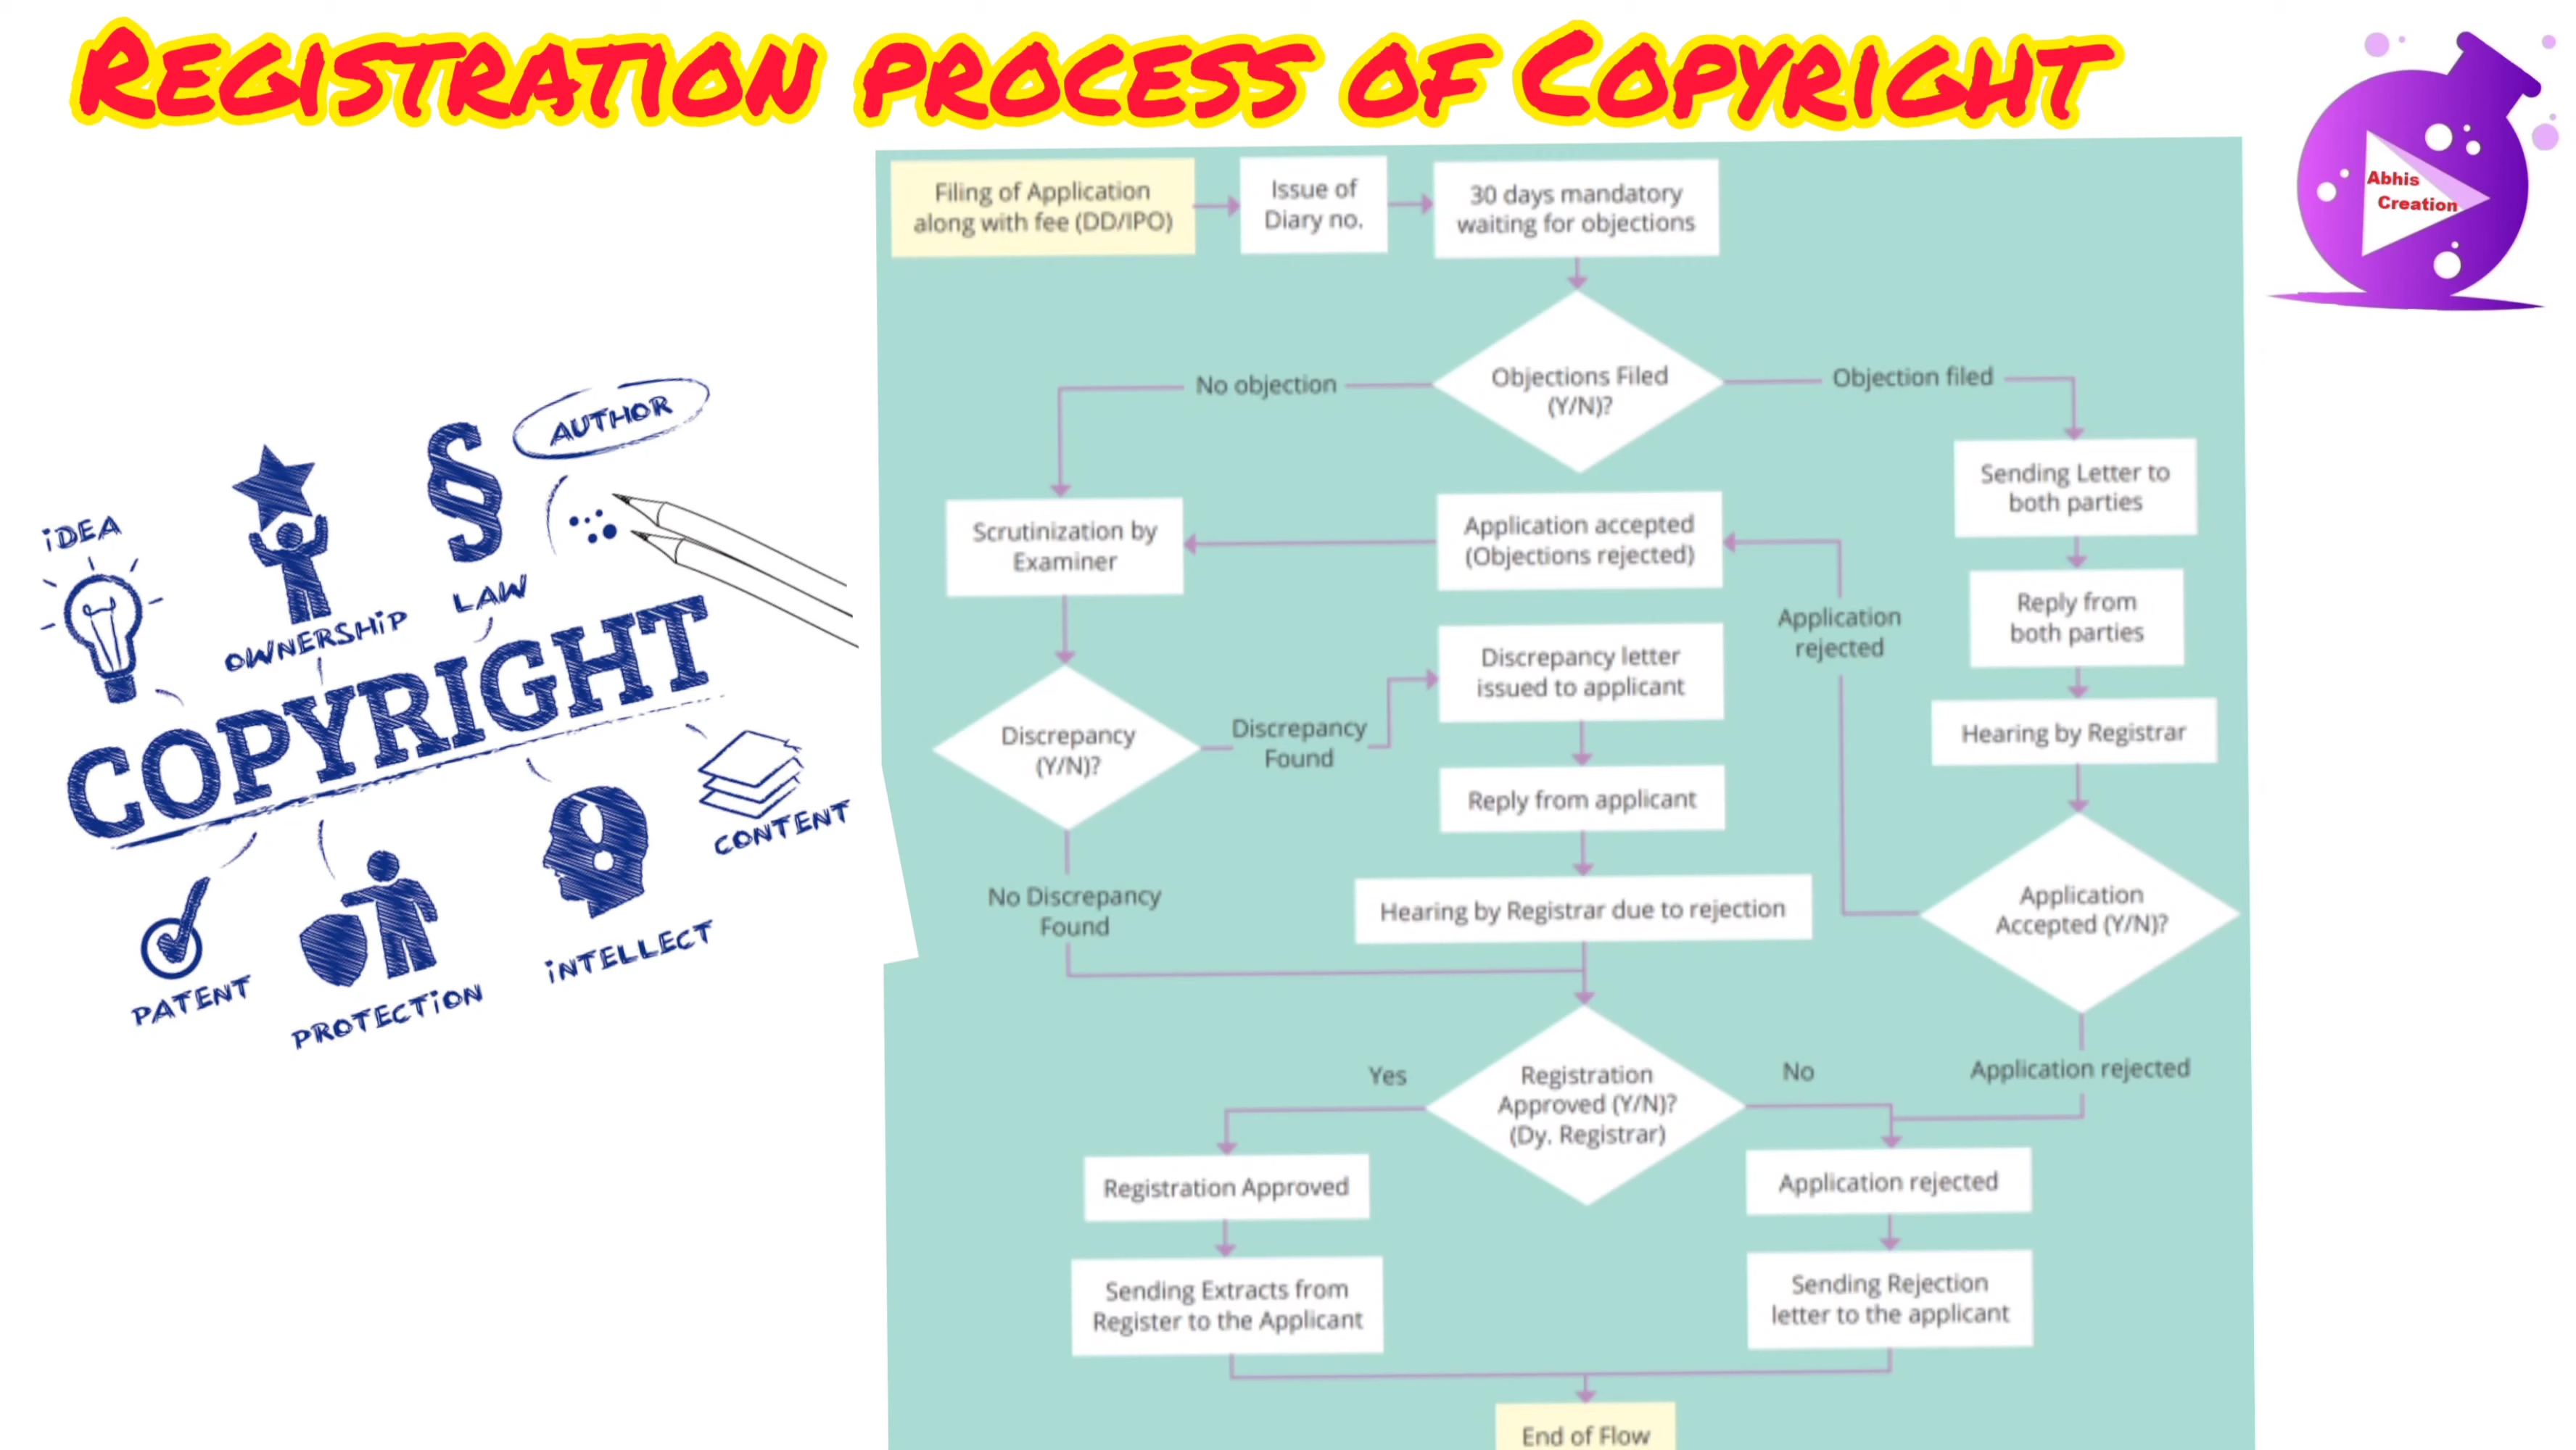 REGISTRATION PROCESS OF COPYRIGHT
Abhis
Creation
iDEA
OWNERSHiP
LAW
AUTHOR
COPYRIGHT
CONTENT
PATENT
PROTECTiON
iNTELLECT
Filing of Application
along with fee (DD/IPO)
Issue of
Diary no.
30 days mandatory
waiting for objections
Objections Filed
(Y/N)?
No objection
Objection filed
Sending Letter to
both parties
Scrutinization by
Examiner
Application accepted
(Objections rejected)
Reply from
both parties
Application
rejected
Discrepancy letter
issued to applicant
Hearing by Registrar
Discrepancy
(Y/N)?
Discrepancy
Found
Reply from applicant
No Discrepancy
Found
Hearing by Registrar due to rejection
Application
Accepted (Y/N)?
Yes
Registration
Approved (Y/N)?
(Dy. Registrar)
No
Application rejected
Registration Approved
Application rejected
Sending Extracts from
Register to the Applicant
Sending Rejection
letter to the applicant
End of Flow